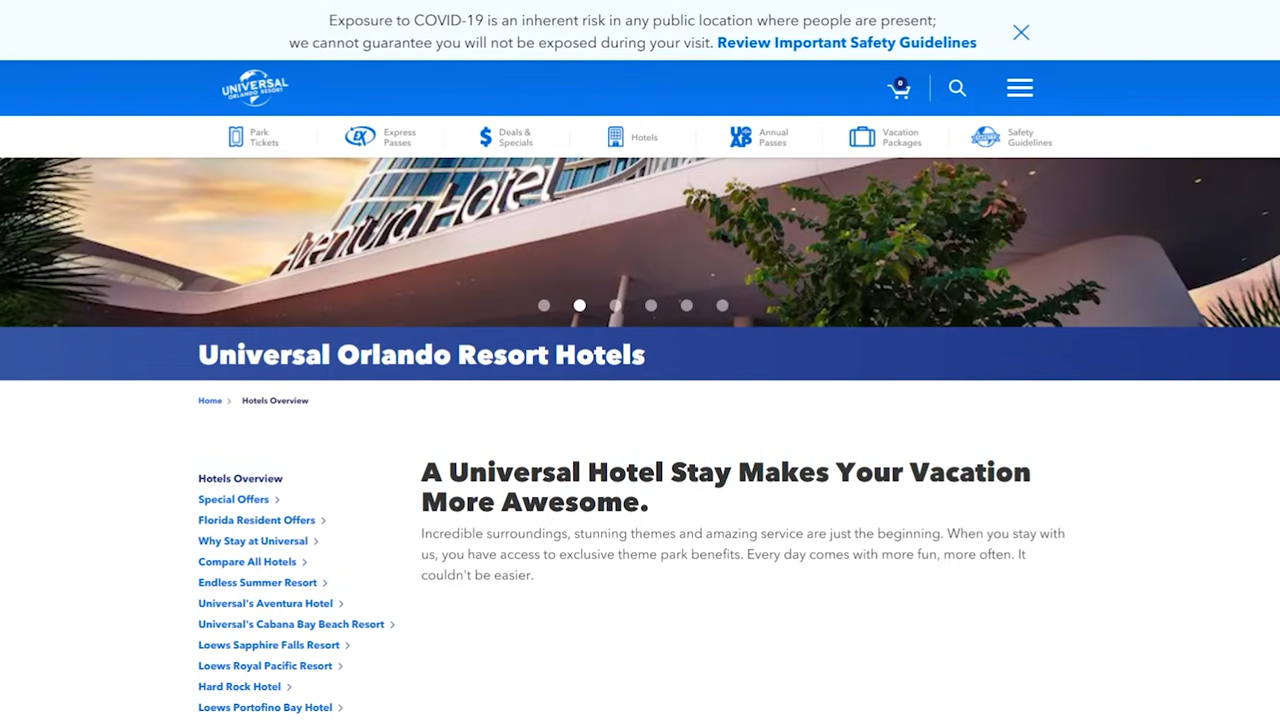 Exposure to COVID-19 is an inherent risk in any public location where people are present;
we cannot guarantee you will not be exposed during your visit. Review Important Safety Guidelines
UNIVERSAL
ORLANDO RESORT
0
Park
Tickets
EX
Express
Passes
$
Deals &
Specials
Hotels
UO
AP
Annual
Passes
Vacation
Packages
SAFETY
Safety
Guidelines
Aventura Hotel
Universal Orlando Resort Hotels
Home > Hotels Overview
Hotels Overview
Special Offers >
Florida Resident Offers >
Why Stay at Universal >
Compare All Hotels >
Endless Summer Resort >
Universal's Aventura Hotel >
Universal's Cabana Bay Beach Resort >
Loews Sapphire Falls Resort >
Loews Royal Pacific Resort >
Hard Rock Hotel >
Loews Portofino Bay Hotel >
A Universal Hotel Stay Makes Your Vacation
More Awesome.
Incredible surroundings, stunning themes and amazing service are just the beginning. When you stay with
us, you have access to exclusive theme park benefits. Every day comes with more fun, more often. It
couldn't be easier.